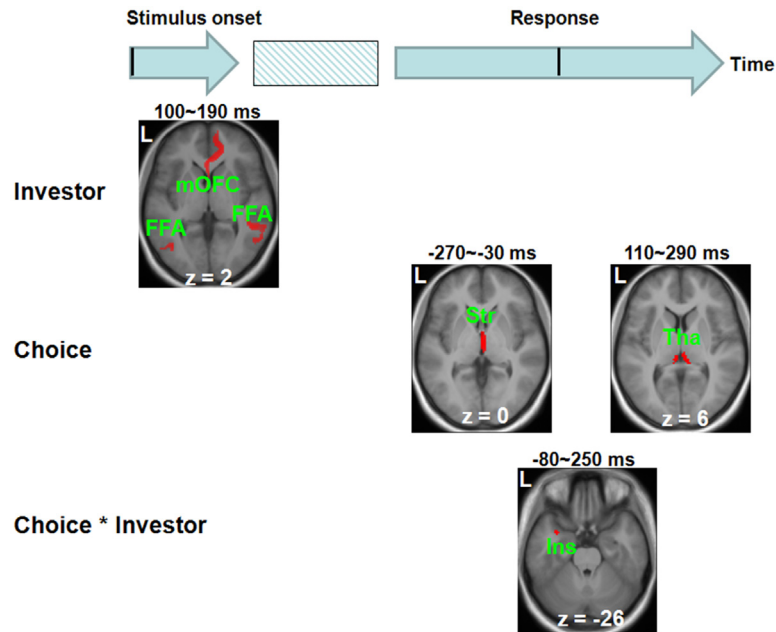 Stimulus onset
Response
Time
100~190 ms
L
Investor
mOFC
FFA
FFA
z = 2
-270~-30 ms
110~290 ms
L
L
Choice
Str
Tha
z = 0
z = 6
-80~250 ms
L
Choice * Investor
Ins
z = -26